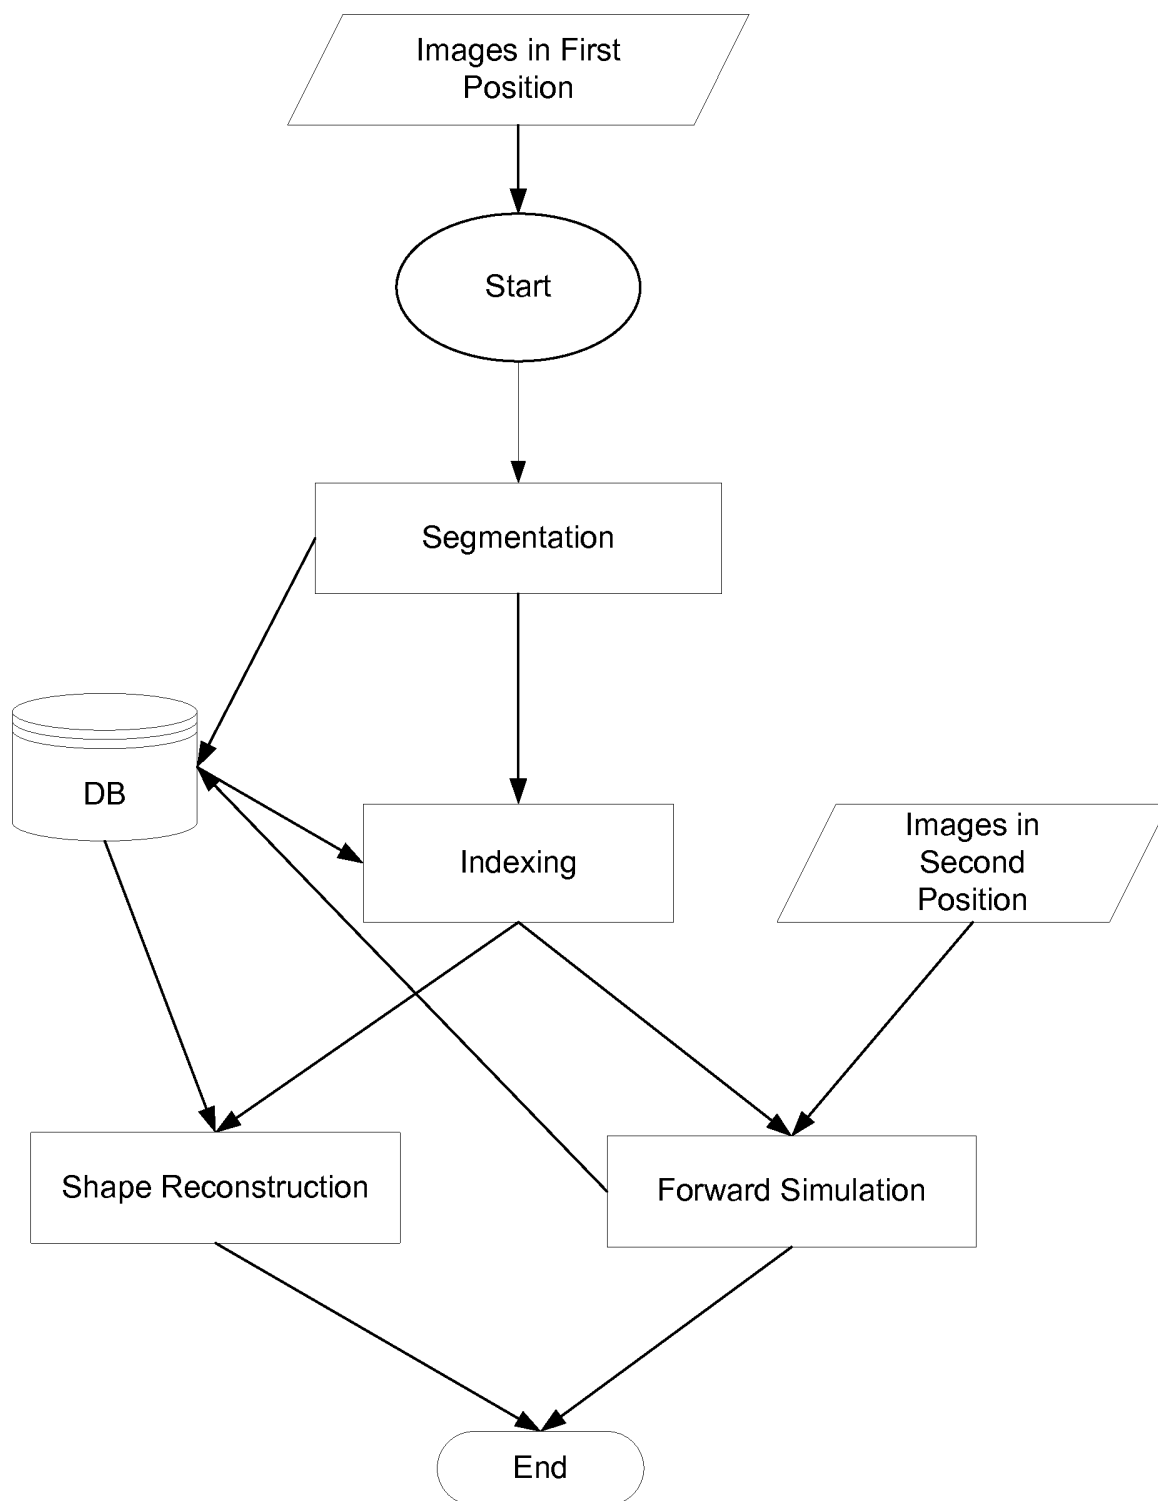 Images in First
Position
Start
Segmentation
DB
Indexing
Images in
Second
Position
Shape Reconstruction
Forward Simulation
End